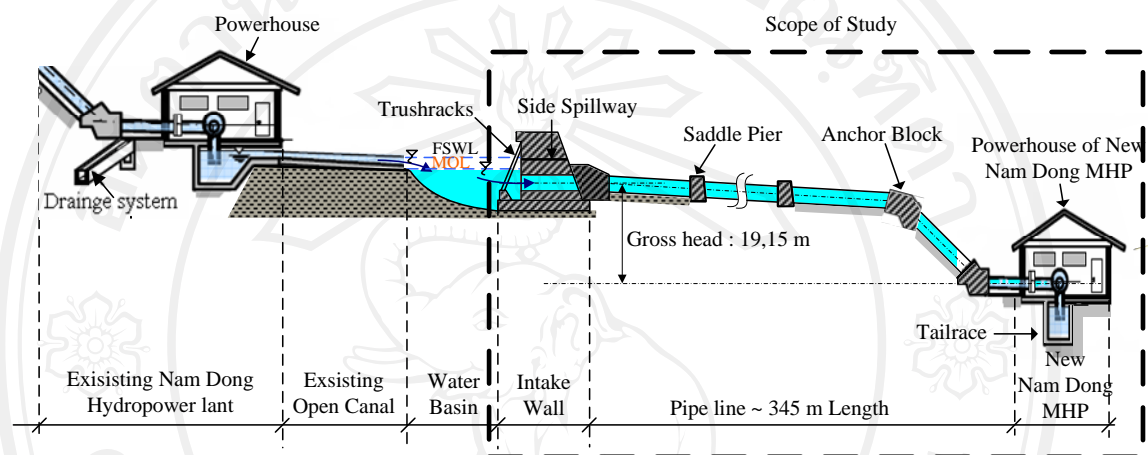 Scope of Study
Powerhouse
Trushracks
Side Spillway
FSWL
MOL
Saddle Pier
Anchor Block
Powerhouse of New
Nam Dong MHP
Drainge system
Gross head : 19,15 m
Tailrace
New
Nam Dong
MHP
Exisisting Nam Dong
Hydropower lant
Exsisting
Open Canal
Water
Basin
Intake
Wall
Pipe line ~ 345 m Length